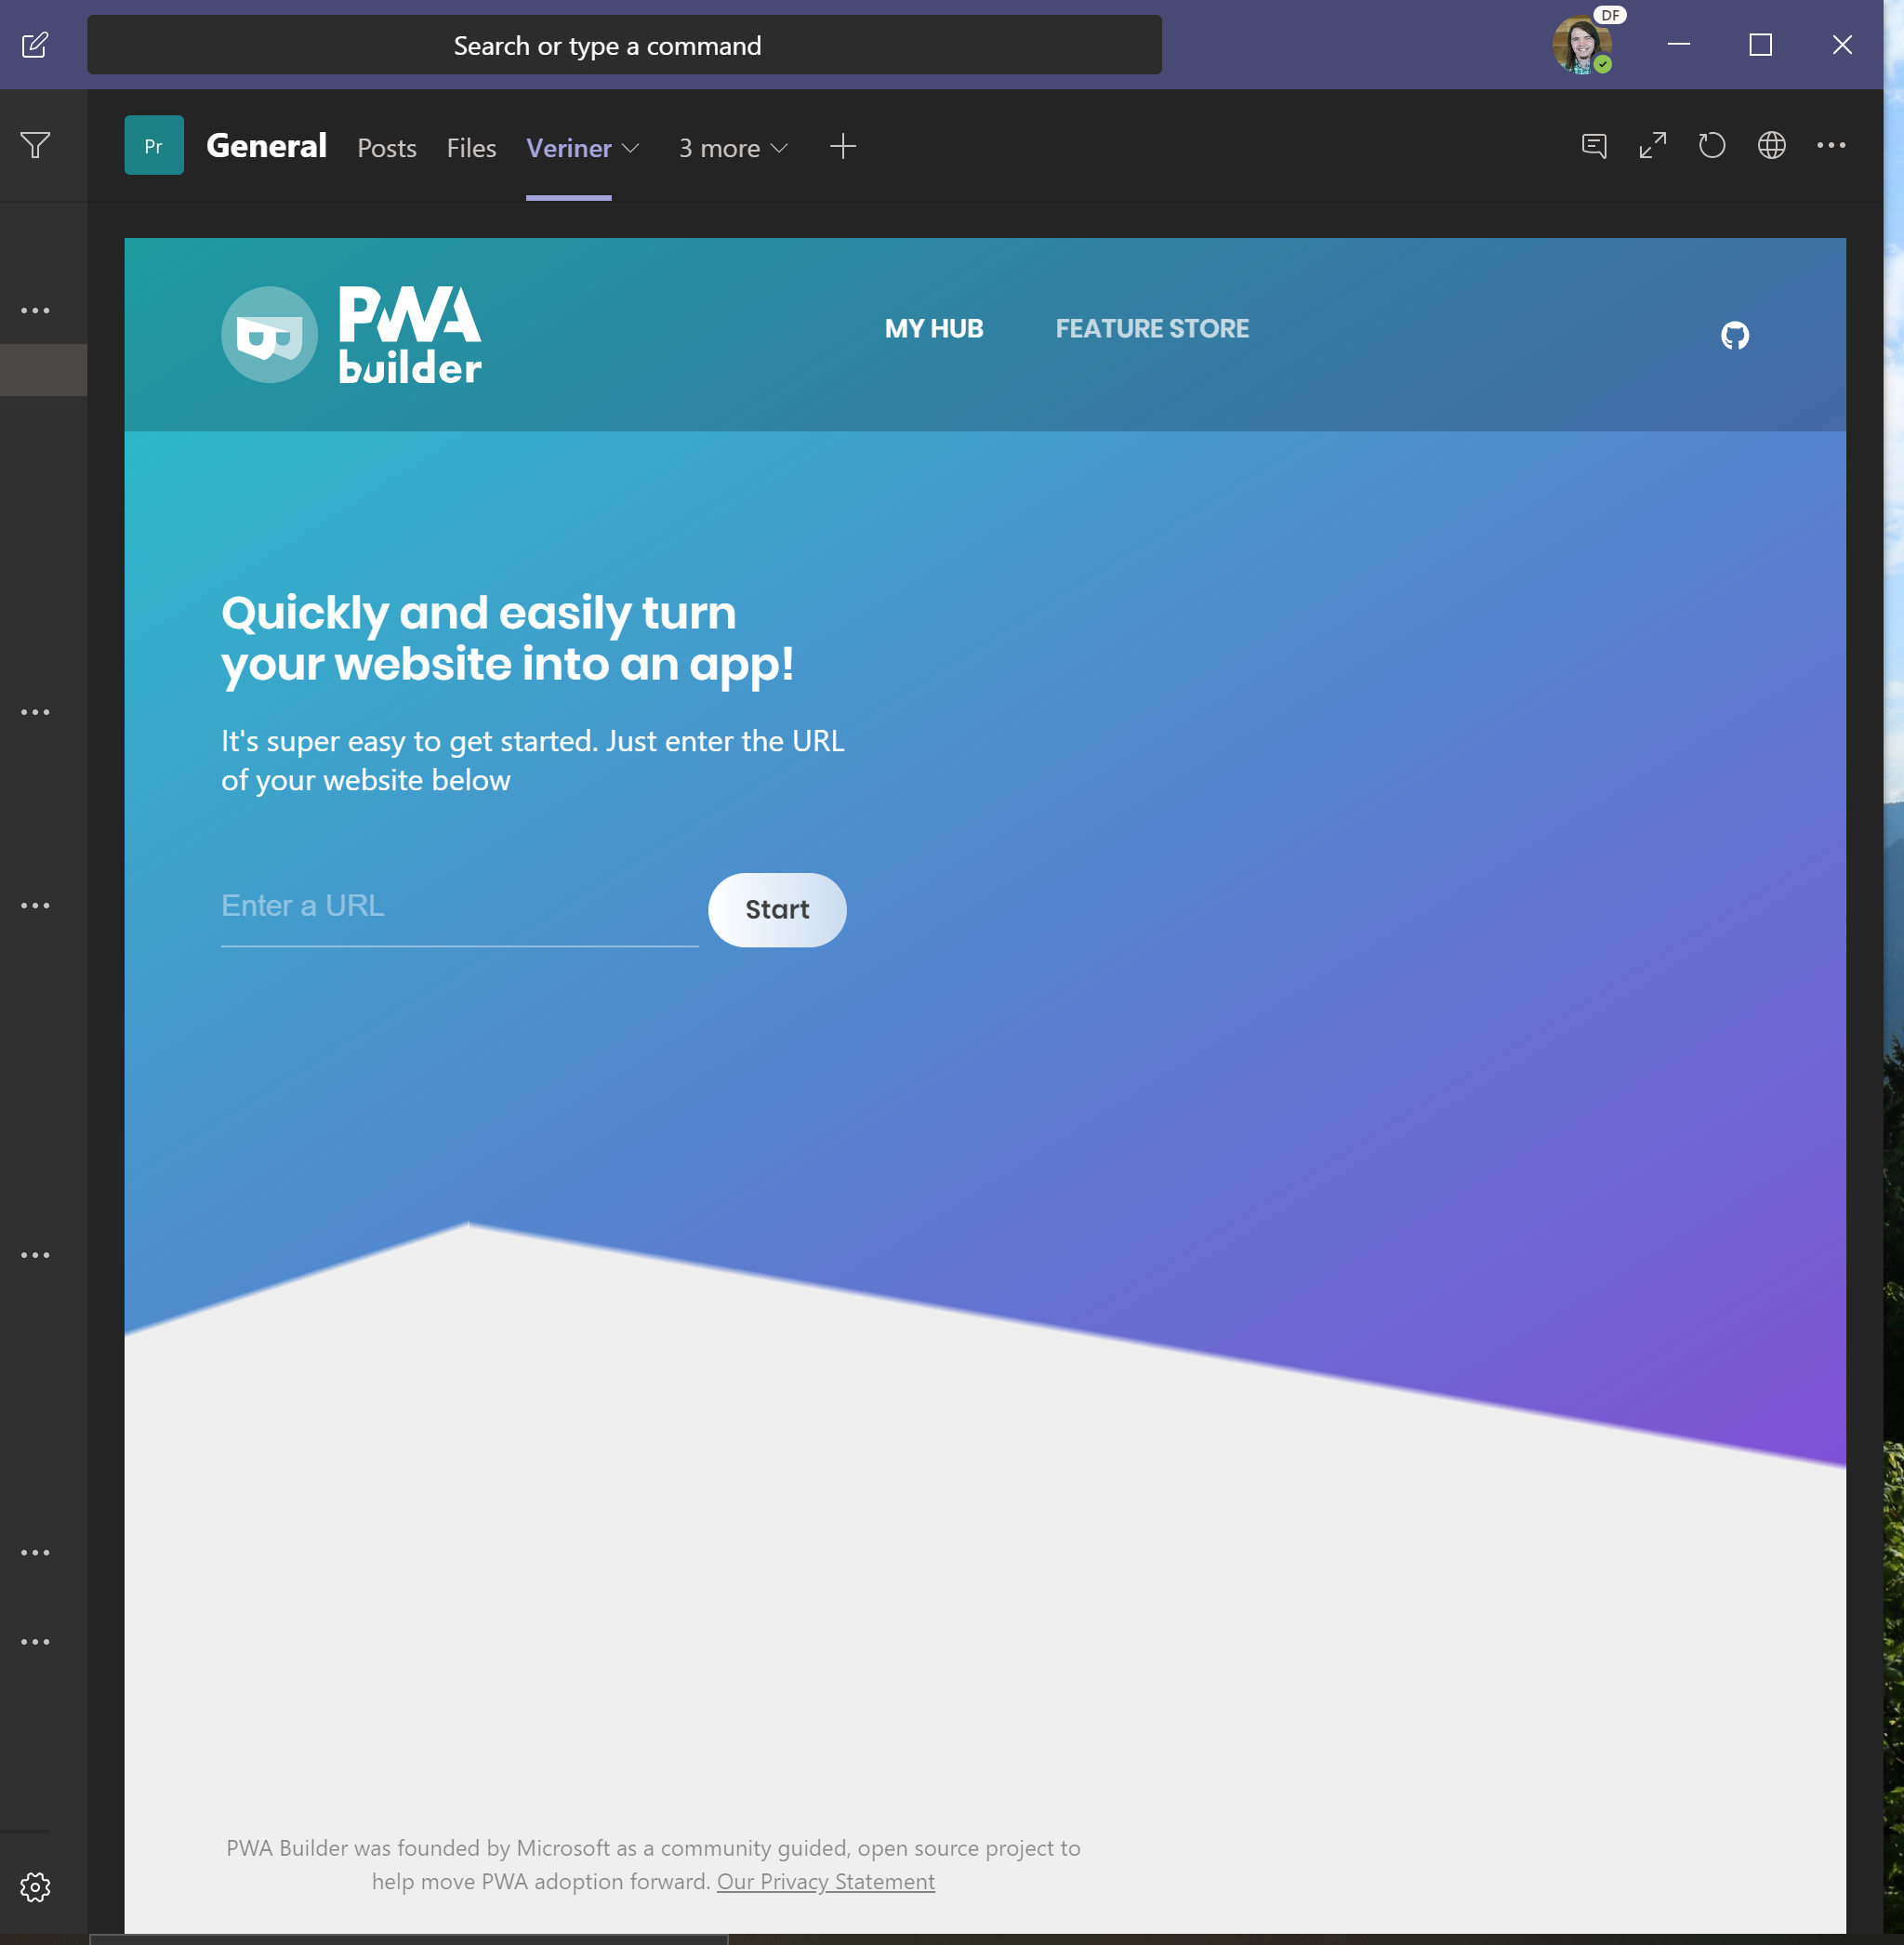 Search or type a command
DF
Pr
General
Posts
Files
Veriner
3 more
PWA
builder
MY HUB
FEATURE STORE
Quickly and easily turn
your website into an app!
It's super easy to get started. Just enter the URL
of your website below
Enter a URL
Start
PWA Builder was founded by Microsoft as a community guided, open source project to
help move PWA adoption forward. Our Privacy Statement